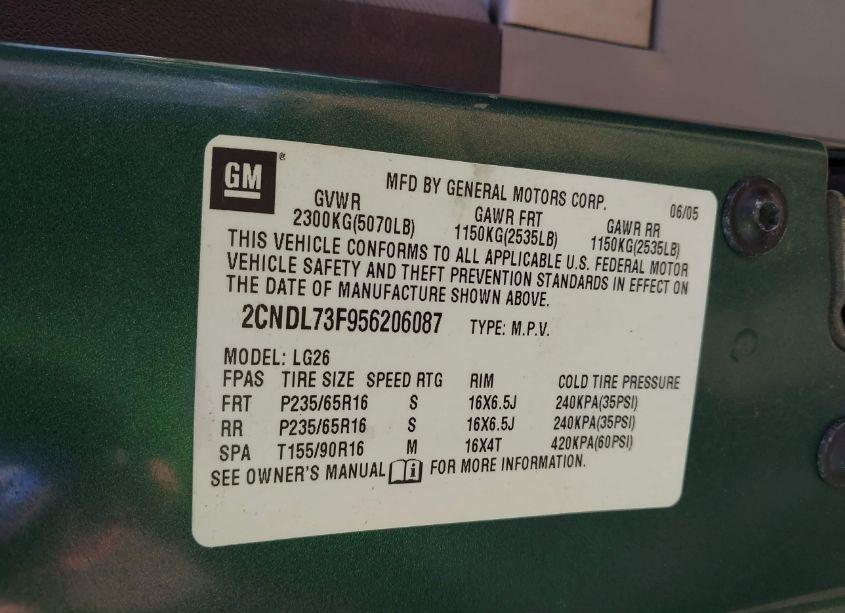 GM ®
MFD BY GENERAL MOTORS CORP. 06/05
GVWR GAWR FRT GAWR RR
2300KG(5070LB) 1150KG(2535LB) 1150KG(2535LB)
THIS VEHICLE CONFORMS TO ALL APPLICABLE U.S. FEDERAL MOTOR
VEHICLE SAFETY AND THEFT PREVENTION STANDARDS IN EFFECT ON
THE DATE OF MANUFACTURE SHOWN ABOVE.
2CNDL73F956206087 TYPE: M.P.V.
MODEL: LG26
FPAS TIRE SIZE SPEED RTG RIM COLD TIRE PRESSURE
FRT P235/65R16 S 16X6.5J 240KPA(35PSI)
RR P235/65R16 S 16X6.5J 240KPA(35PSI)
SPA T155/90R16 M 16X4T 420KPA(60PSI)
SEE OWNER'S MANUAL i FOR MORE INFORMATION.